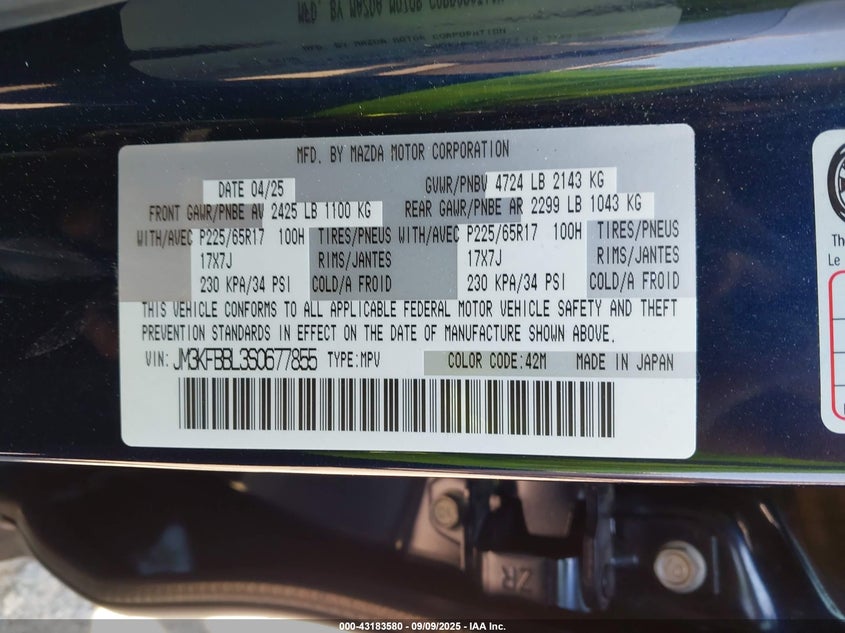 MFD. BY MAZDA MOTOR CORPORATION
DATE 04/25 GVWR/PNBV 4724 LB 2143 KG
FRONT GAWR/PNBE AV 2425 LB 1100 KG REAR GAWR/PNBE AR 2299 LB 1043 KG
WITH/AVEC P225/65R17 100H TIRES/PNEUS WITH/AVEC P225/65R17 100H TIRES/PNEUS
17X7J RIMS/JANTES 17X7J RIMS/JANTES
230 KPA/34 PSI COLD/A FROID 230 KPA/34 PSI COLD/A FROID
THIS VEHICLE CONFORMS TO ALL APPLICABLE FEDERAL MOTOR VEHICLE SAFETY AND THEFT
PREVENTION STANDARDS IN EFFECT ON THE DATE OF MANUFACTURE SHOWN ABOVE.
VIN: JM3KFBBL3S0677855 TYPE:MPV COLOR CODE:42M MADE IN JAPAN
Le
ZR
000-43183580 - 09/09/2025 - IAA Inc.